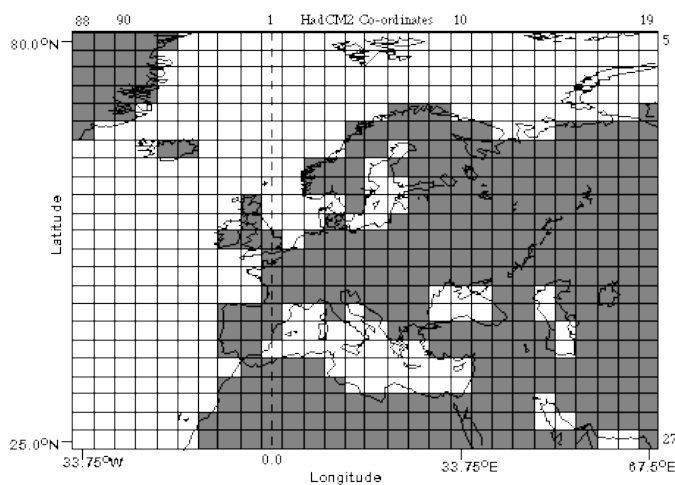 88 90 1 HadCM2 Co-ordinates 10 19
80.0°N 5
Latitude
25.0°N 27
33.75°W 0.0 33.75°E 67.5°E
Longitude